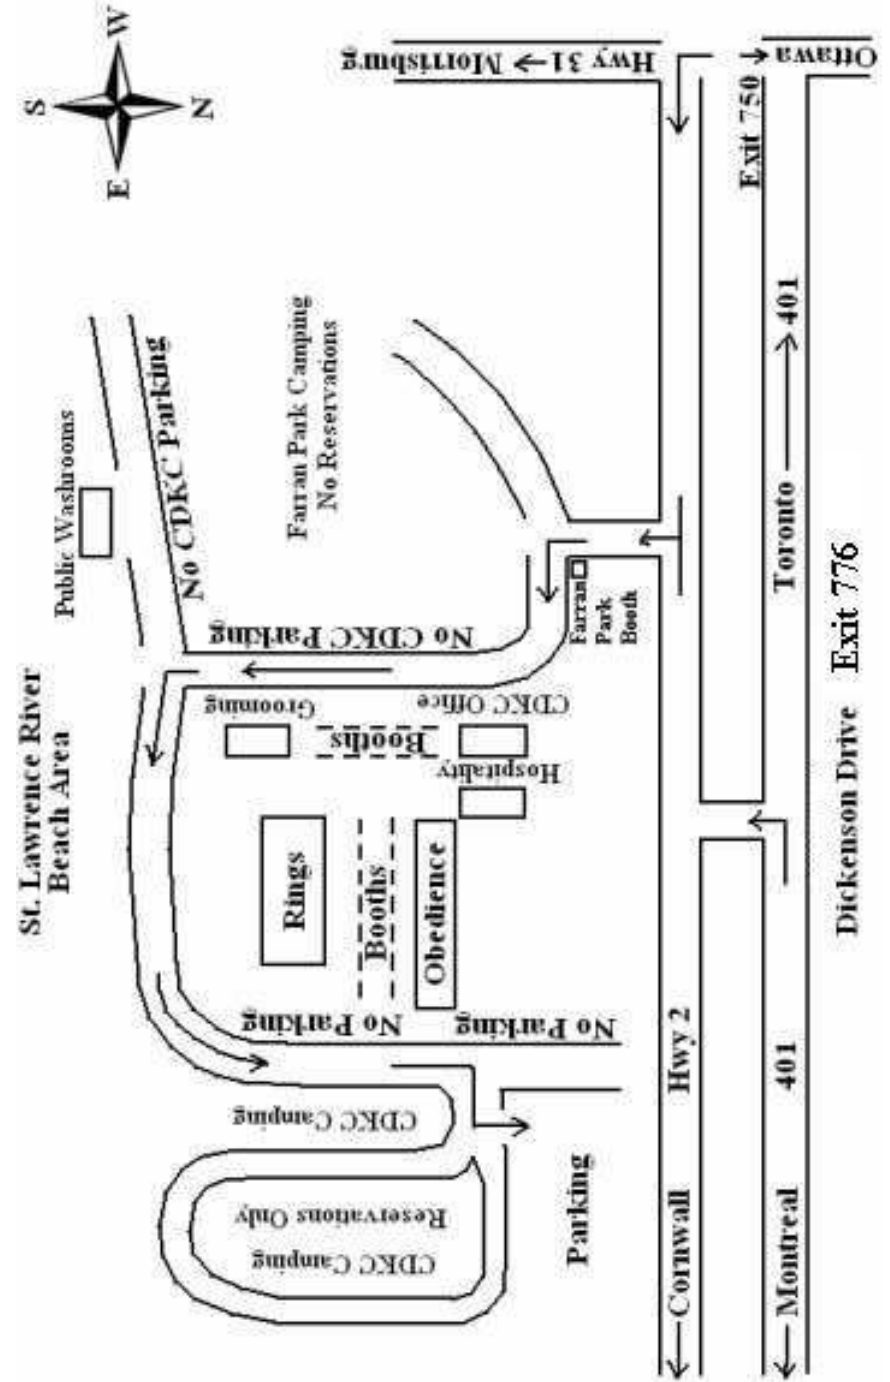 W
S
N
E
Hwy 31 → Morrisburg
→ Ottawa
Exit 750
Public Washrooms
No CDKC Parking
Farran Park Camping
No Reservations
Toronto → 401
St. Lawrence River
Beach Area
No CDKC Parking
Farran
Park
Booth
Dickenson Drive Exit 776
Grooming
Booths
CDKC Office
Hospitality
Rings
Booths
Obedience
No Parking
No Parking
CDKC Camping
CDKC Camping
Reservations Only
Parking
← Cornwall Hwy 2
← Montreal 401